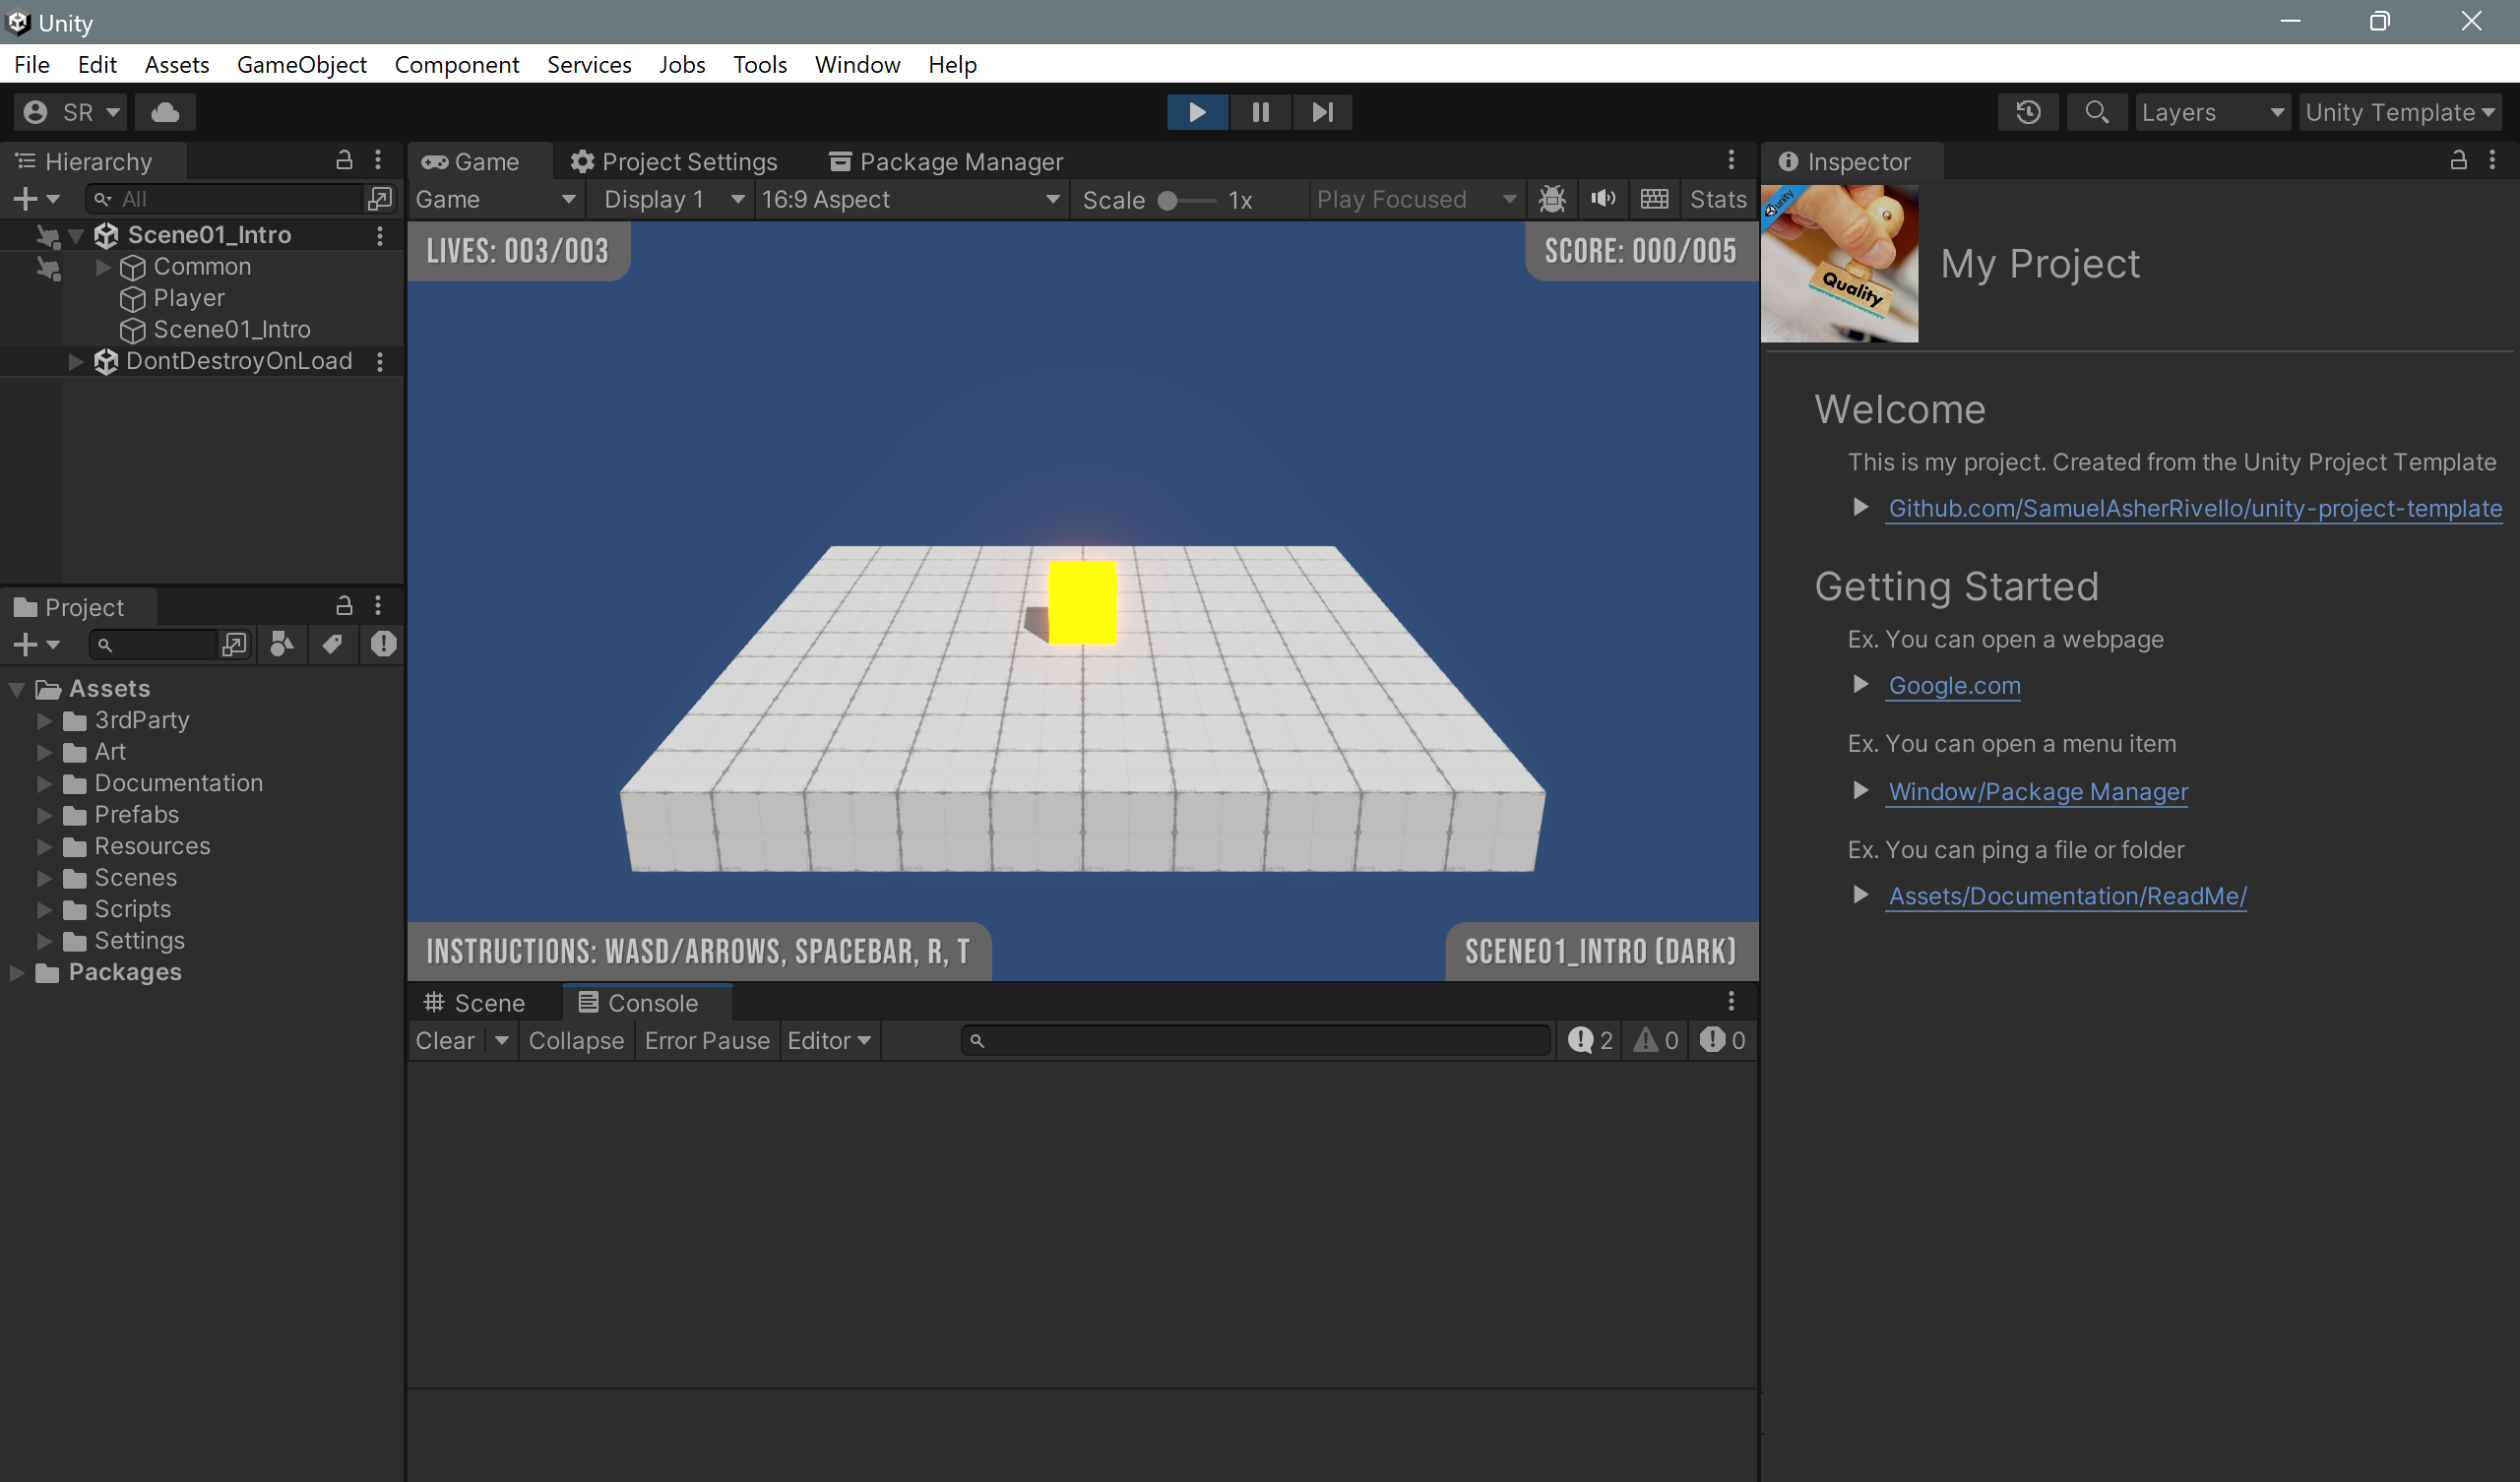 Unity
File Edit Assets GameObject Component Services Jobs Tools Window Help
SR
Layers
Unity Template
Hierarchy
All
Scene01_Intro
Common
Player
Scene01_Intro
DontDestroyOnLoad
Project
Assets
3rdParty
Art
Documentation
Prefabs
Resources
Scenes
Scripts
Settings
Packages
Game
Project Settings
Package Manager
Game
Display 1
16:9 Aspect
Scale
1x
Play Focused
Stats
LIVES: 003/003
SCORE: 000/005
INSTRUCTIONS: WASD/ARROWS, SPACEBAR, R, T
SCENE01_INTRO (DARK)
Scene
Console
Clear
Collapse
Error Pause
Editor
2
0
0
Inspector
unity
Quality
My Project
Welcome
This is my project. Created from the Unity Project Template
Github.com/SamuelAsherRivello/unity-project-template
Getting Started
Ex. You can open a webpage
Google.com
Ex. You can open a menu item
Window/Package Manager
Ex. You can ping a file or folder
Assets/Documentation/ReadMe/